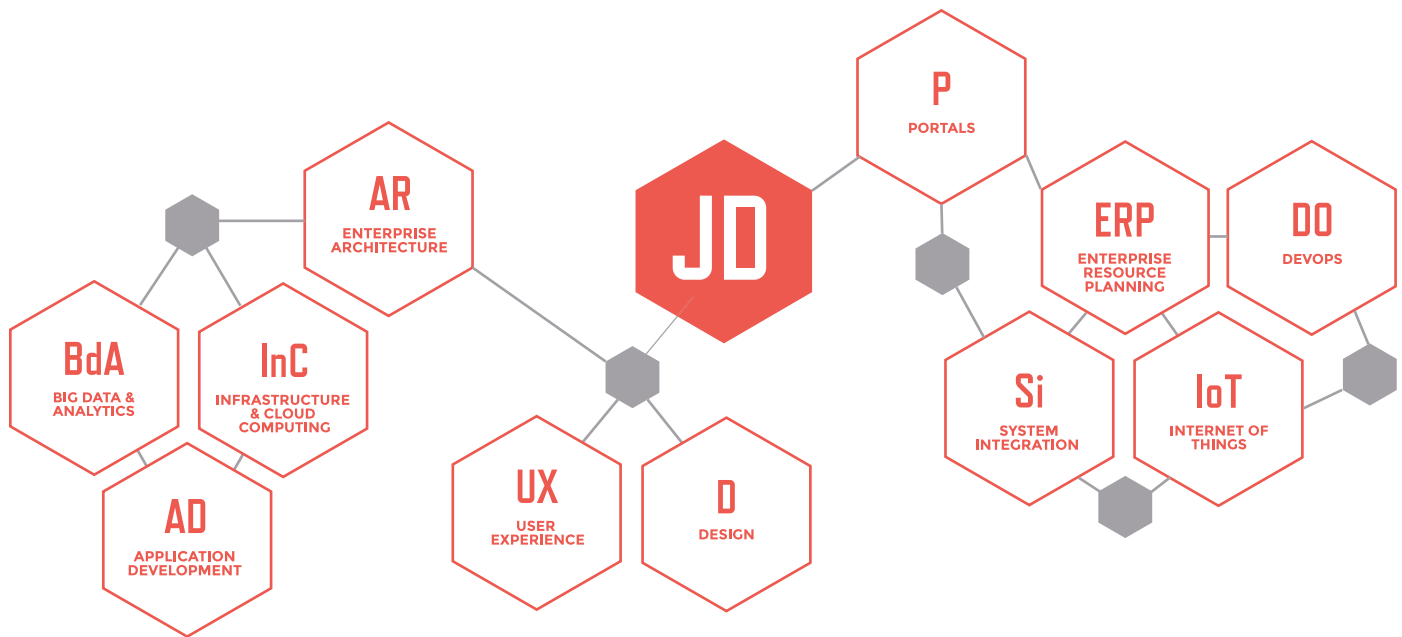 P
PORTALS
AR
ENTERPRISE
ARCHITECTURE
JD
ERP
ENTERPRISE
RESOURCE
PLANNING
DO
DEVOPS
BdA
BIG DATA &
ANALYTICS
InC
INFRASTRUCTURE
& CLOUD
COMPUTING
Si
SYSTEM
INTEGRATION
IoT
INTERNET OF
THINGS
AD
APPLICATION
DEVELOPMENT
UX
USER
EXPERIENCE
D
DESIGN